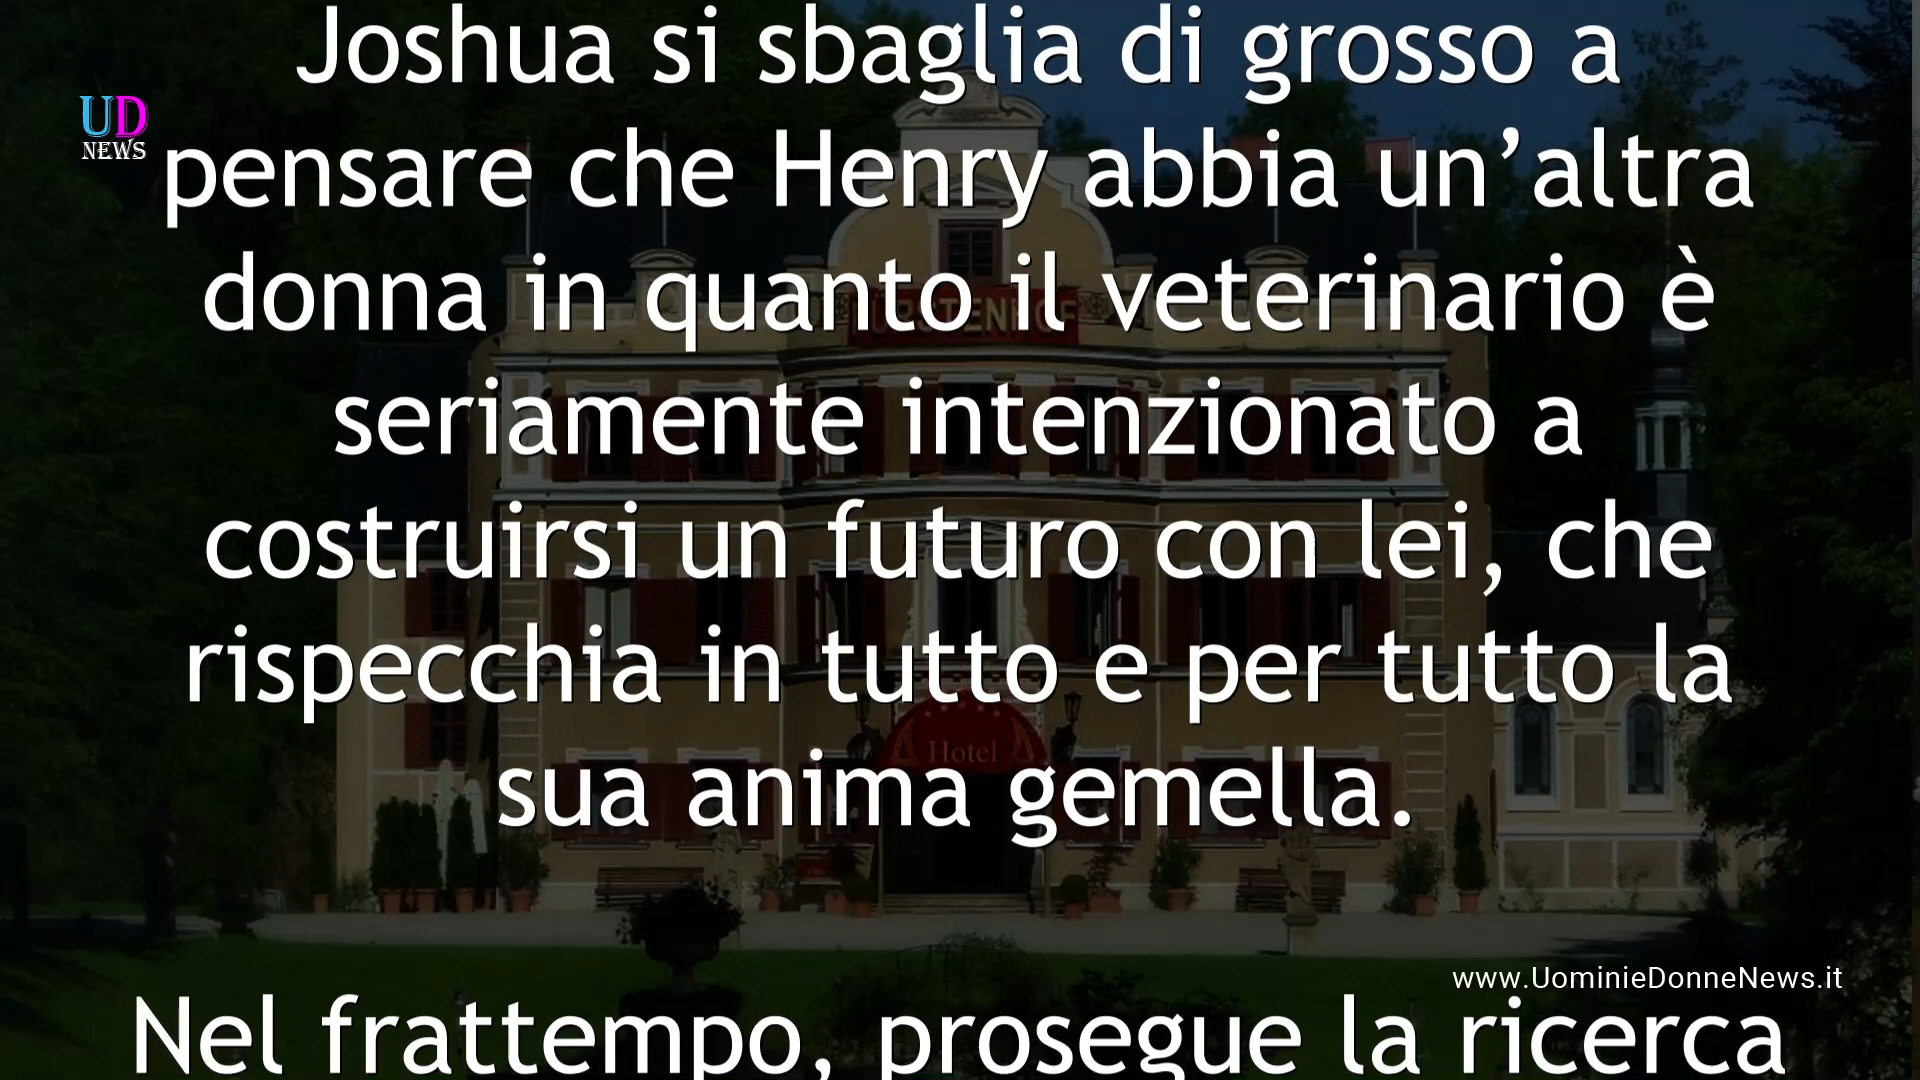 Joshua si sbaglia di grosso a
UD
NEWS
pensare che Henry abbia un’altra
donna in quanto il veterinario è
FÜRSTENHOF
seriamente intenzionato a
costruirsi un futuro con lei, che
rispecchia in tutto e per tutto la
Hotel
sua anima gemella.
www.UominieDonneNews.it
Nel frattempo, prosegue la ricerca